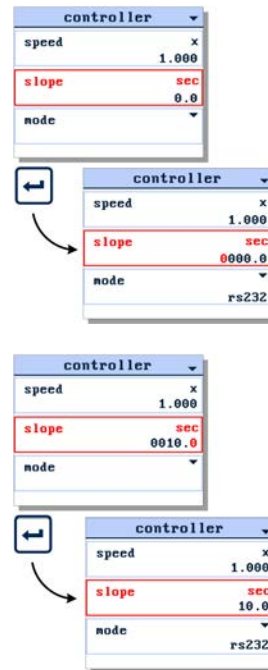 controller
speed x
1.000
slope sec
0.0
mode
controller
speed x
1.000
slope sec
0000.0
mode
rs232
controller
speed x
1.000
slope sec
0010.0
mode
controller
speed x
1.000
slope sec
10.0
mode
rs232